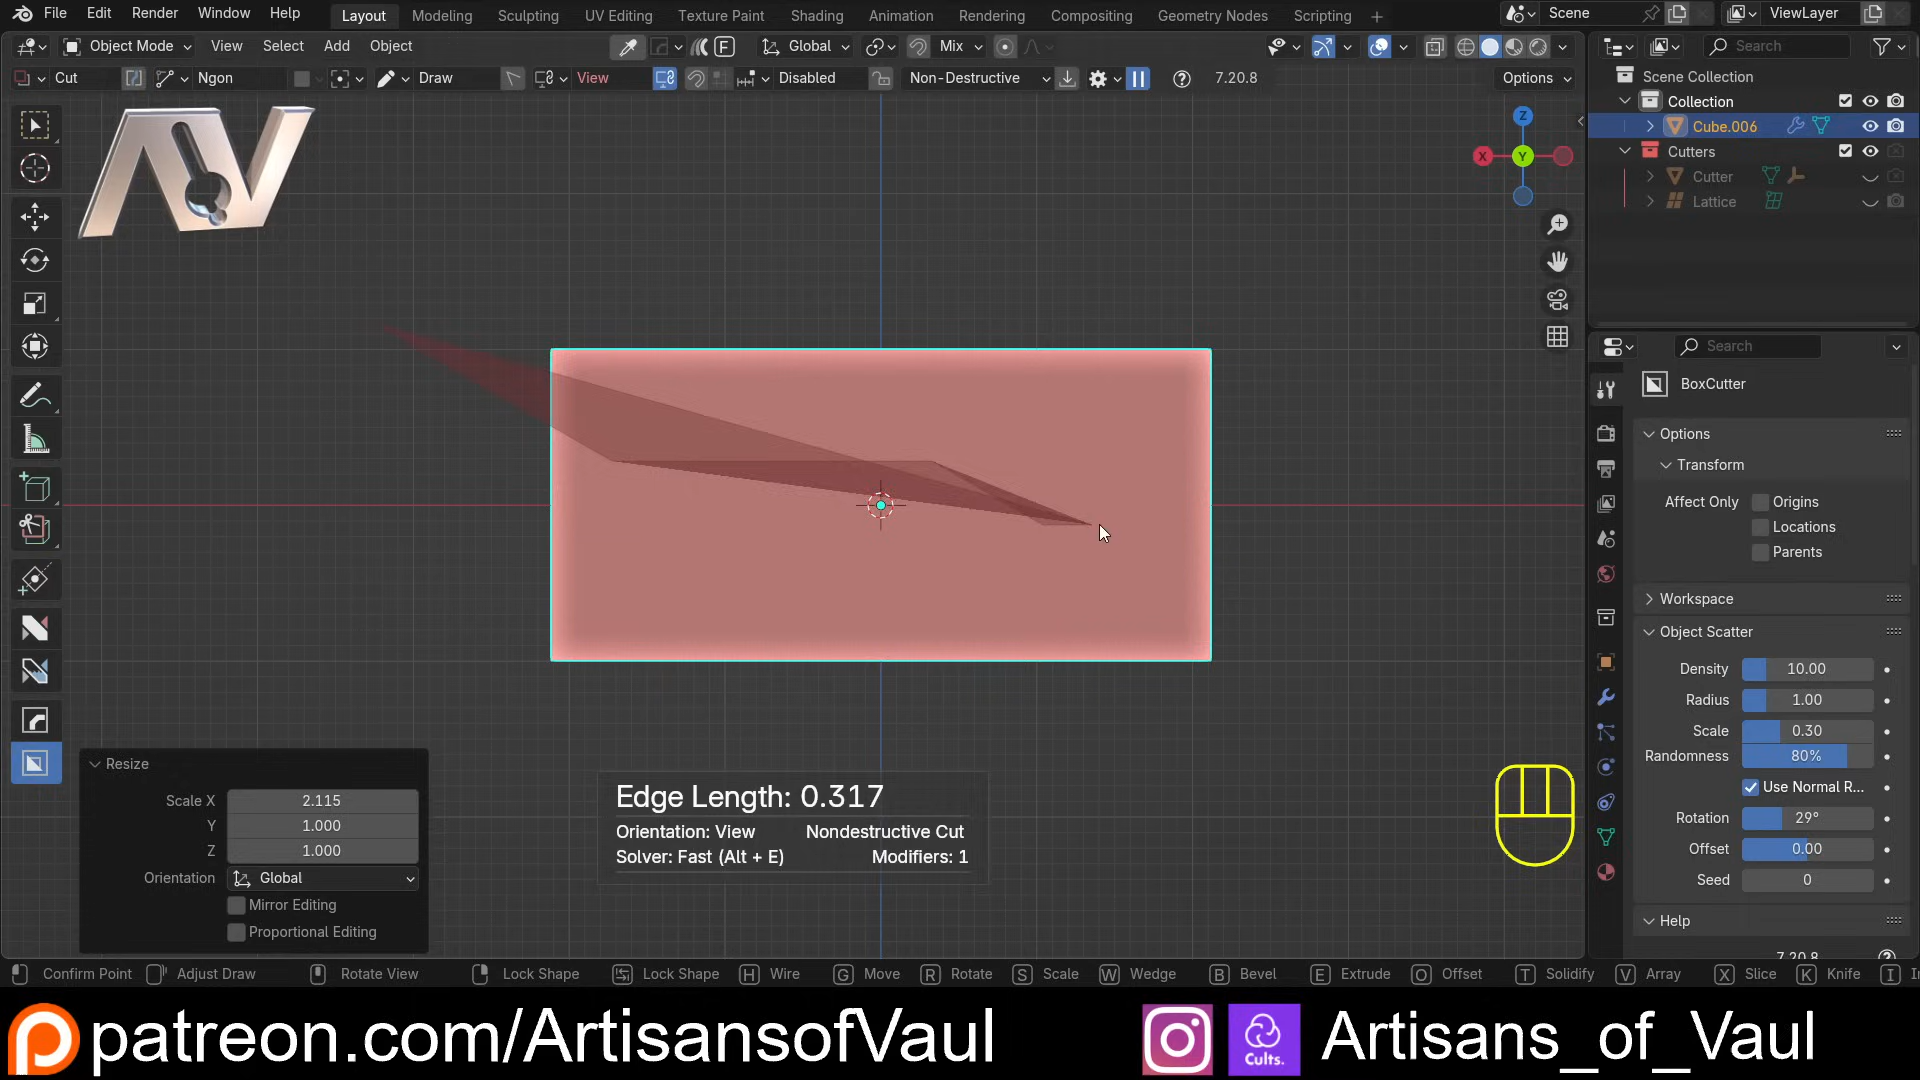 File Edit Render Window Help Layout Modeling Sculpting UV Editing Texture Paint Shading Animation Rendering Compositing Geometry Nodes Scripting + Scene ViewLayer
Object Mode View Select Add Object Global Mix Search
Cut Ngon Draw View Disabled Non-Destructive 7.20.8 Options
Scene Collection
Collection
Cube.006
Cutters
Cutter
Lattice
AV
Z
X
Y
Search
BoxCutter
Options
Transform
Affect Only Origins
Locations
Parents
Workspace
Object Scatter
Density 10.00
Radius 1.00
Scale 0.30
Randomness 80%
Use Normal R...
Rotation 29°
Offset 0.00
Seed 0
Help
7.20.8
Resize
Scale X 2.115
Y 1.000
Z 1.000
Orientation Global
Mirror Editing
Proportional Editing
Edge Length: 0.317
Orientation: View Nondestructive Cut
Solver: Fast (Alt + E) Modifiers: 1
Confirm Point Adjust Draw Rotate View Lock Shape Lock Shape H Wire G Move R Rotate S Scale W Wedge B Bevel E Extrude O Offset T Solidify V Array X Slice K Knife I
patreon.com/ArtisansofVaul Cults. Artisans_of_Vaul